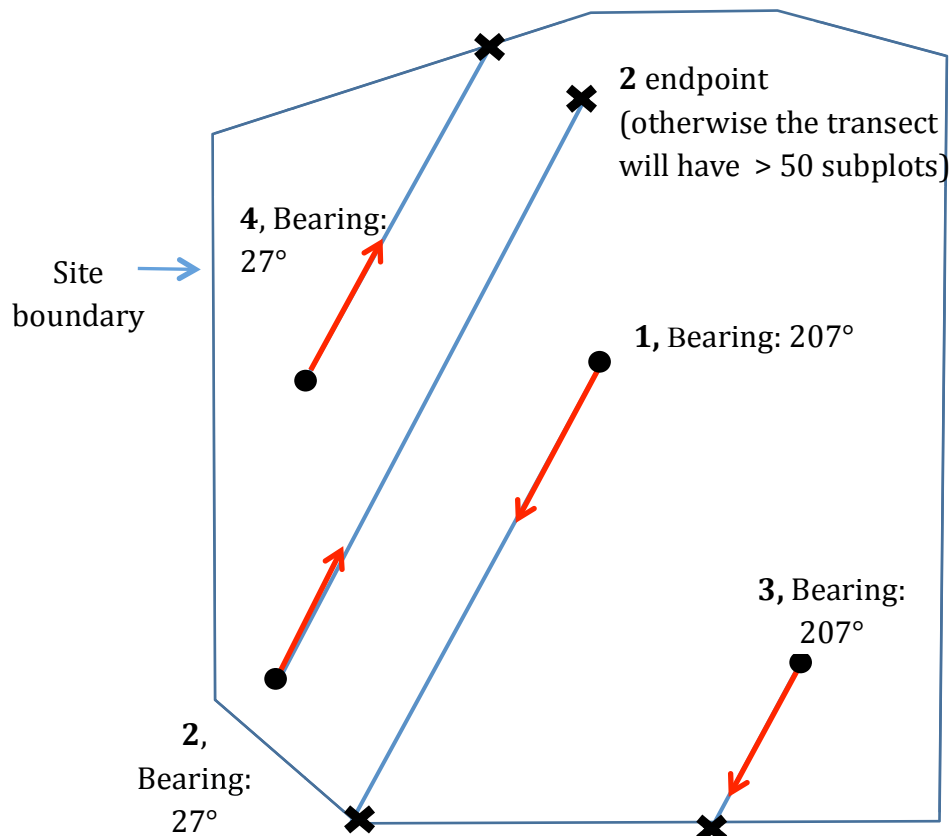 2 endpoint
(otherwise the transect
will have > 50 subplots)
4, Bearing:
27°
Site
boundary
1, Bearing: 207°
3, Bearing:
207°
2,
Bearing:
27°